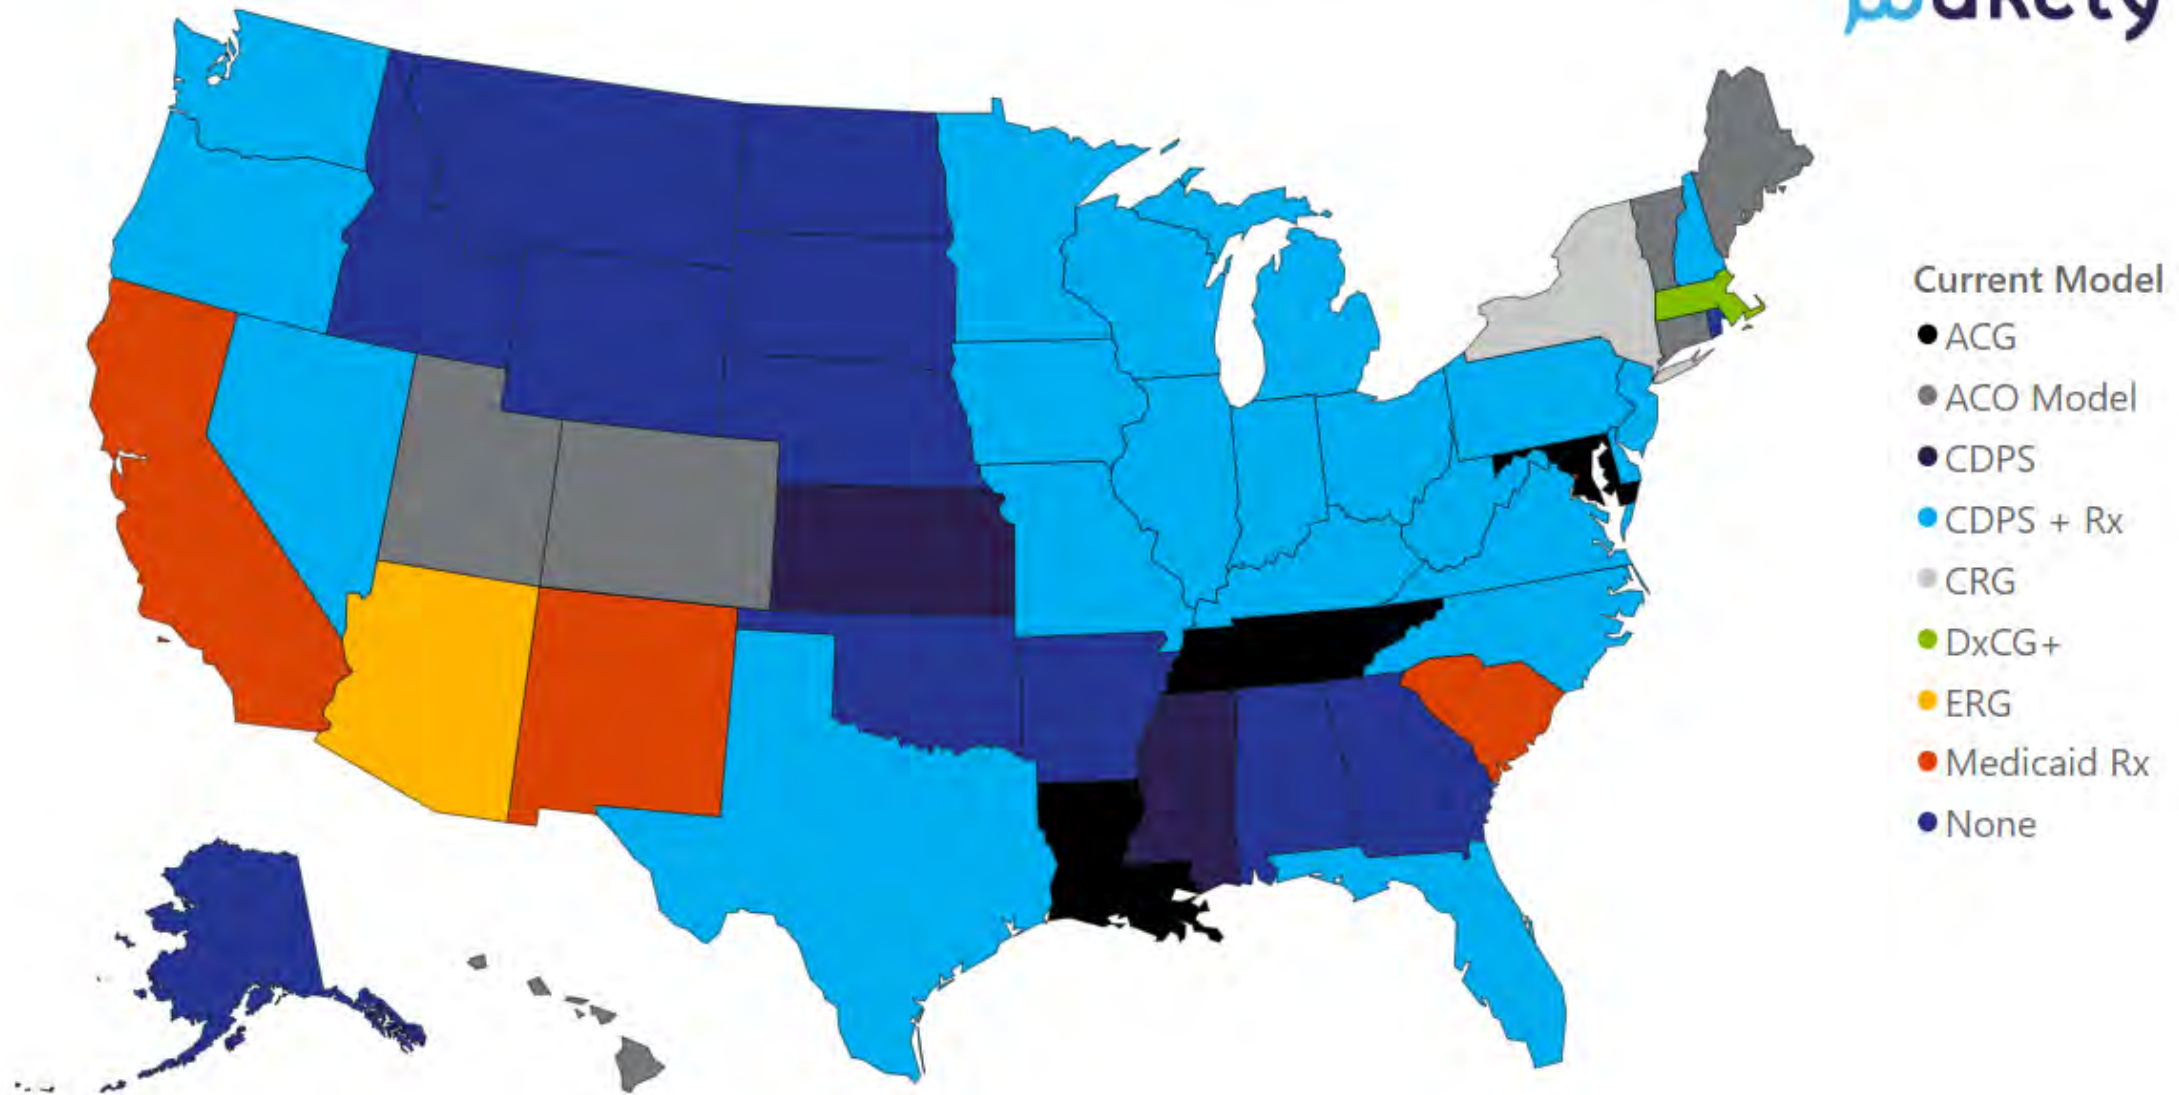 Current Model
ACG
ACO Model
CDPS
CDPS + Rx
CRG
DxCG+
ERG
Medicaid Rx
None